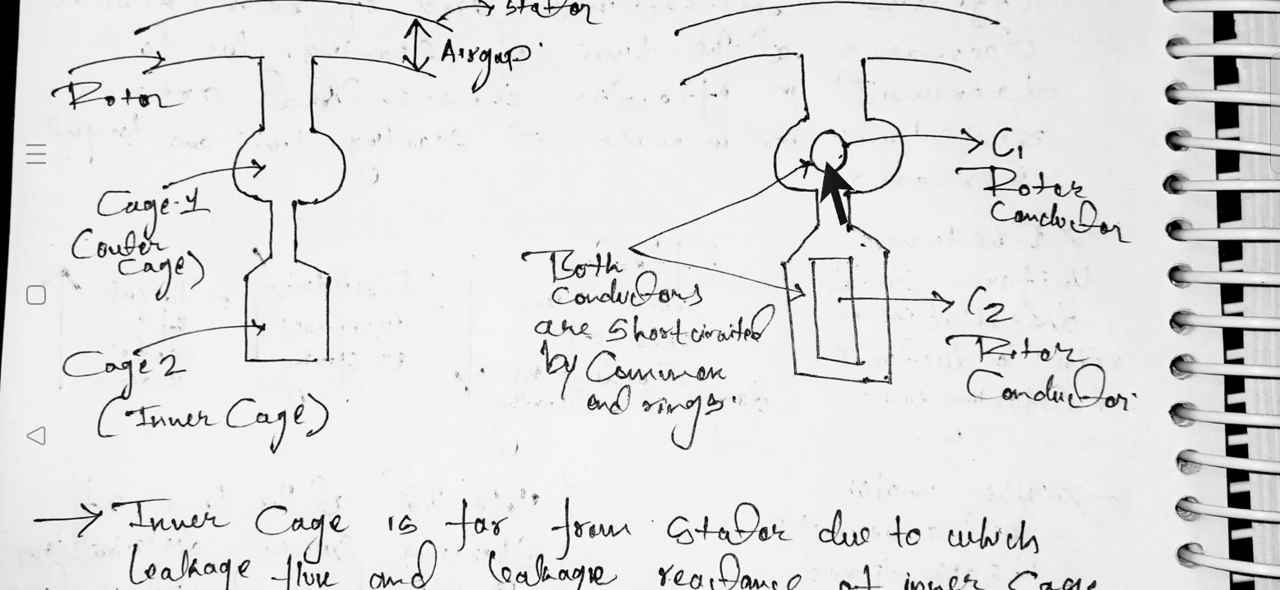 Stator
Airgap
Rotor
Cage-1
(outer
Cage)
Cage 2
(Inner Cage)
C1
Rotor
Conductor
Both
Conductors
are Shortcircuited
by Common
end rings.
C2
Rotor
Conductor
→ Inner Cage is far from Stator due to which
leakage flux and leakage reactance of inner Cage